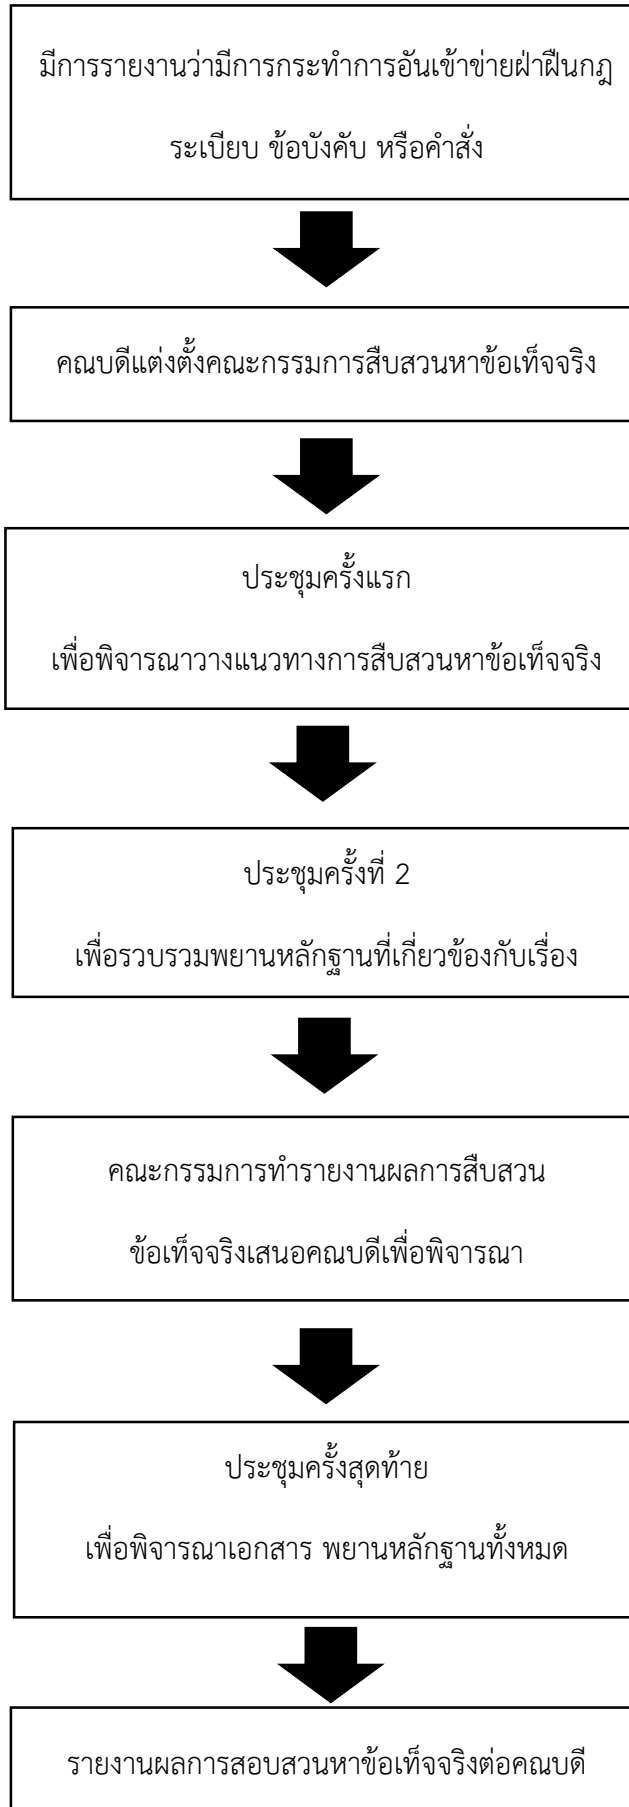 มีการรายงานว่ามีการกระทำการอันเข้าข่ายฝ่าฝืนกฎ
ระเบียบ ข้อบังคับ หรือคำสั่ง
คณบดีแต่งตั้งคณะกรรมการสืบสวนหาข้อเท็จจริง
ประชุมครั้งแรก
เพื่อพิจารณาวางแนวทางการสืบสวนหาข้อเท็จจริง
ประชุมครั้งที่ 2
เพื่อรวบรวมพยานหลักฐานที่เกี่ยวข้องกับเรื่อง
คณะกรรมการทำรายงานผลการสืบสวน
ข้อเท็จจริงเสนอคณบดีเพื่อพิจารณา
ประชุมครั้งสุดท้าย
เพื่อพิจารณาเอกสาร พยานหลักฐานทั้งหมด
รายงานผลการสอบสวนหาข้อเท็จจริงต่อคณบดี